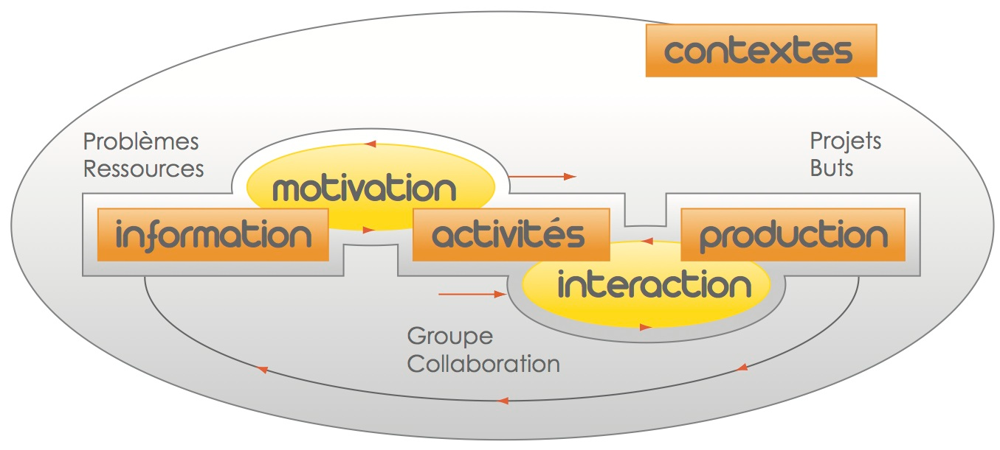 contextes
Problèmes
Ressources
Projets
Buts
motivation
information
activités
production
interaction
Groupe
Collaboration